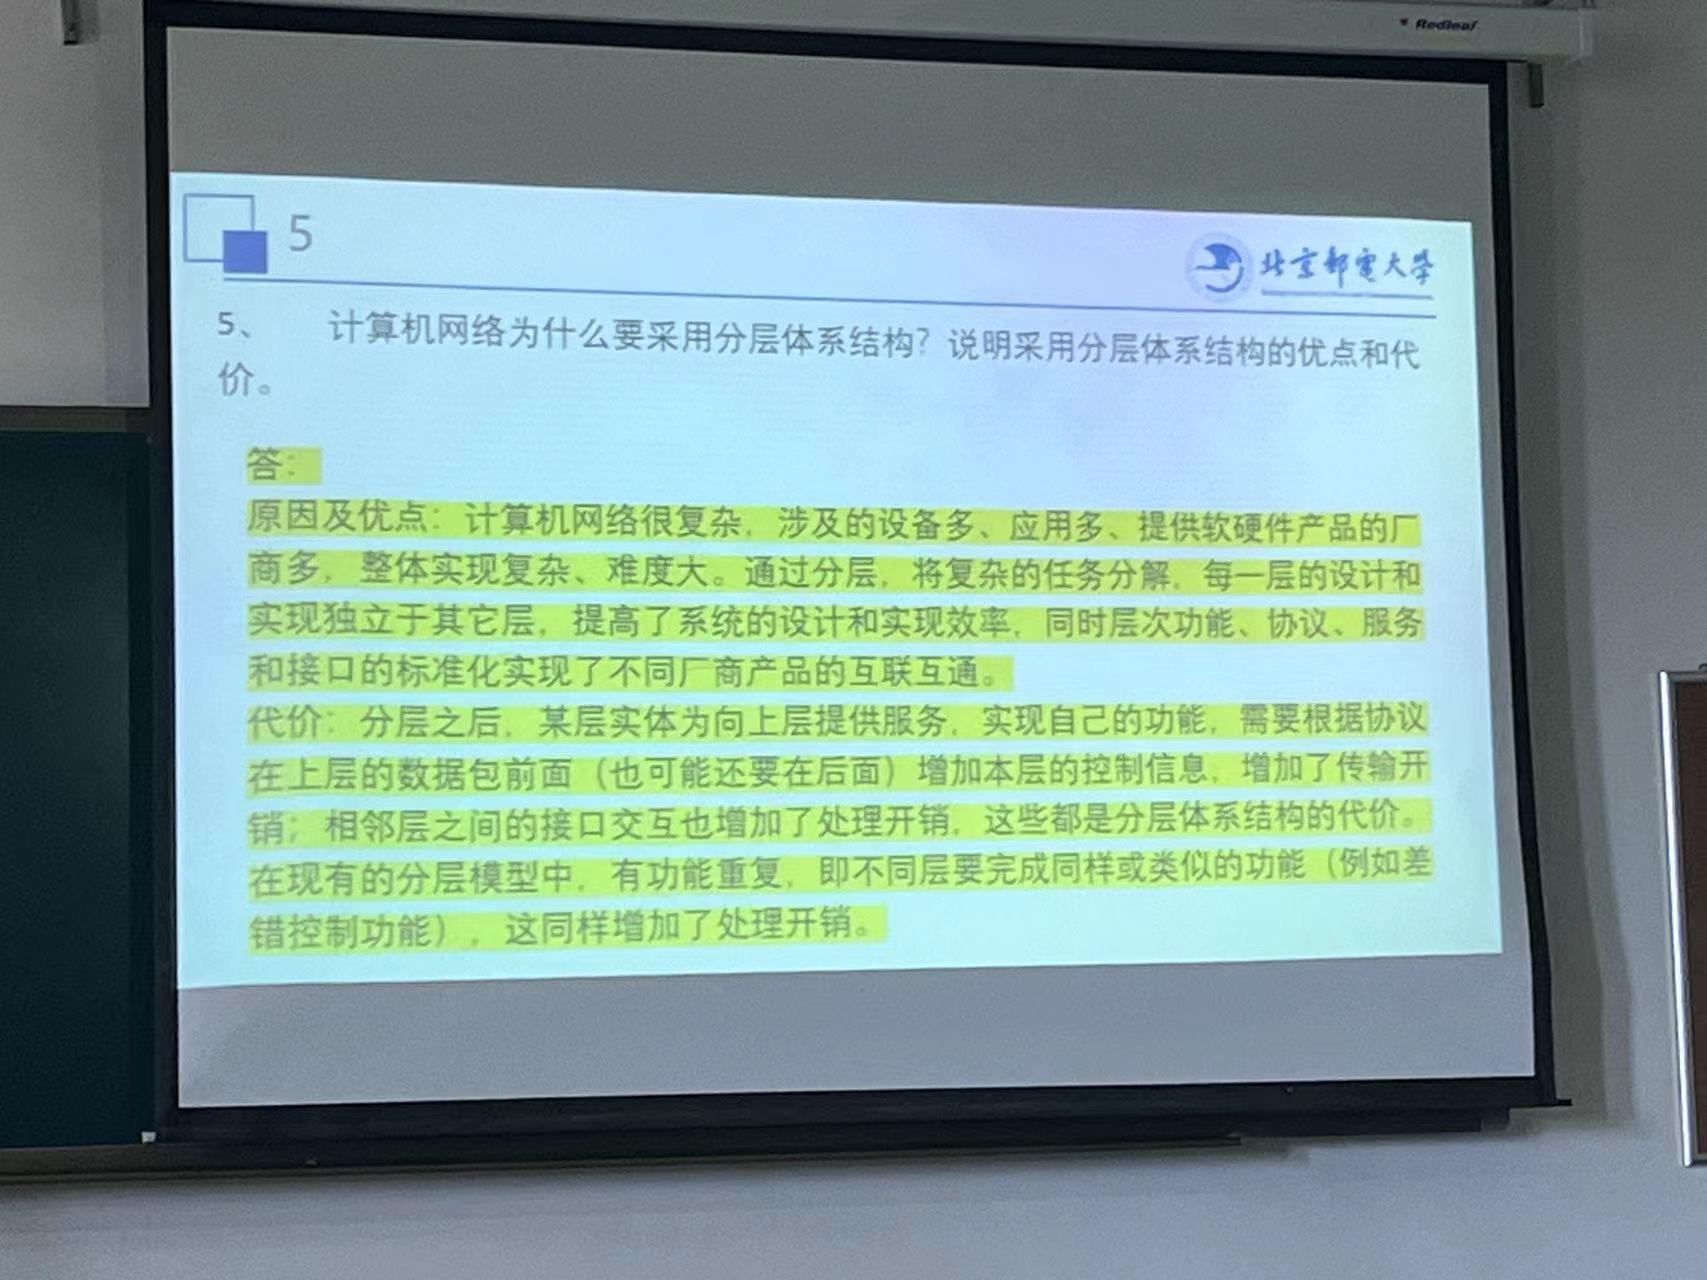 Redleaf
5
北京邮电大学
5、 计算机网络为什么要采用分层体系结构？说明采用分层体系结构的优点和代
价。
答：
原因及优点：计算机网络很复杂，涉及的设备多、应用多、提供软硬件产品的厂
商多，整体实现复杂、难度大。通过分层，将复杂的任务分解，每一层的设计和
实现独立于其它层，提高了系统的设计和实现效率，同时层次功能、协议、服务
和接口的标准化实现了不同厂商产品的互联互通。
代价：分层之后，某层实体为向上层提供服务，实现自己的功能，需要根据协议
在上层的数据包前面（也可能还要在后面）增加本层的控制信息，增加了传输开
销；相邻层之间的接口交互也增加了处理开销，这些都是分层体系结构的代价。
在现有的分层模型中，有功能重复，即不同层要完成同样或类似的功能（例如差
错控制功能），这同样增加了处理开销。